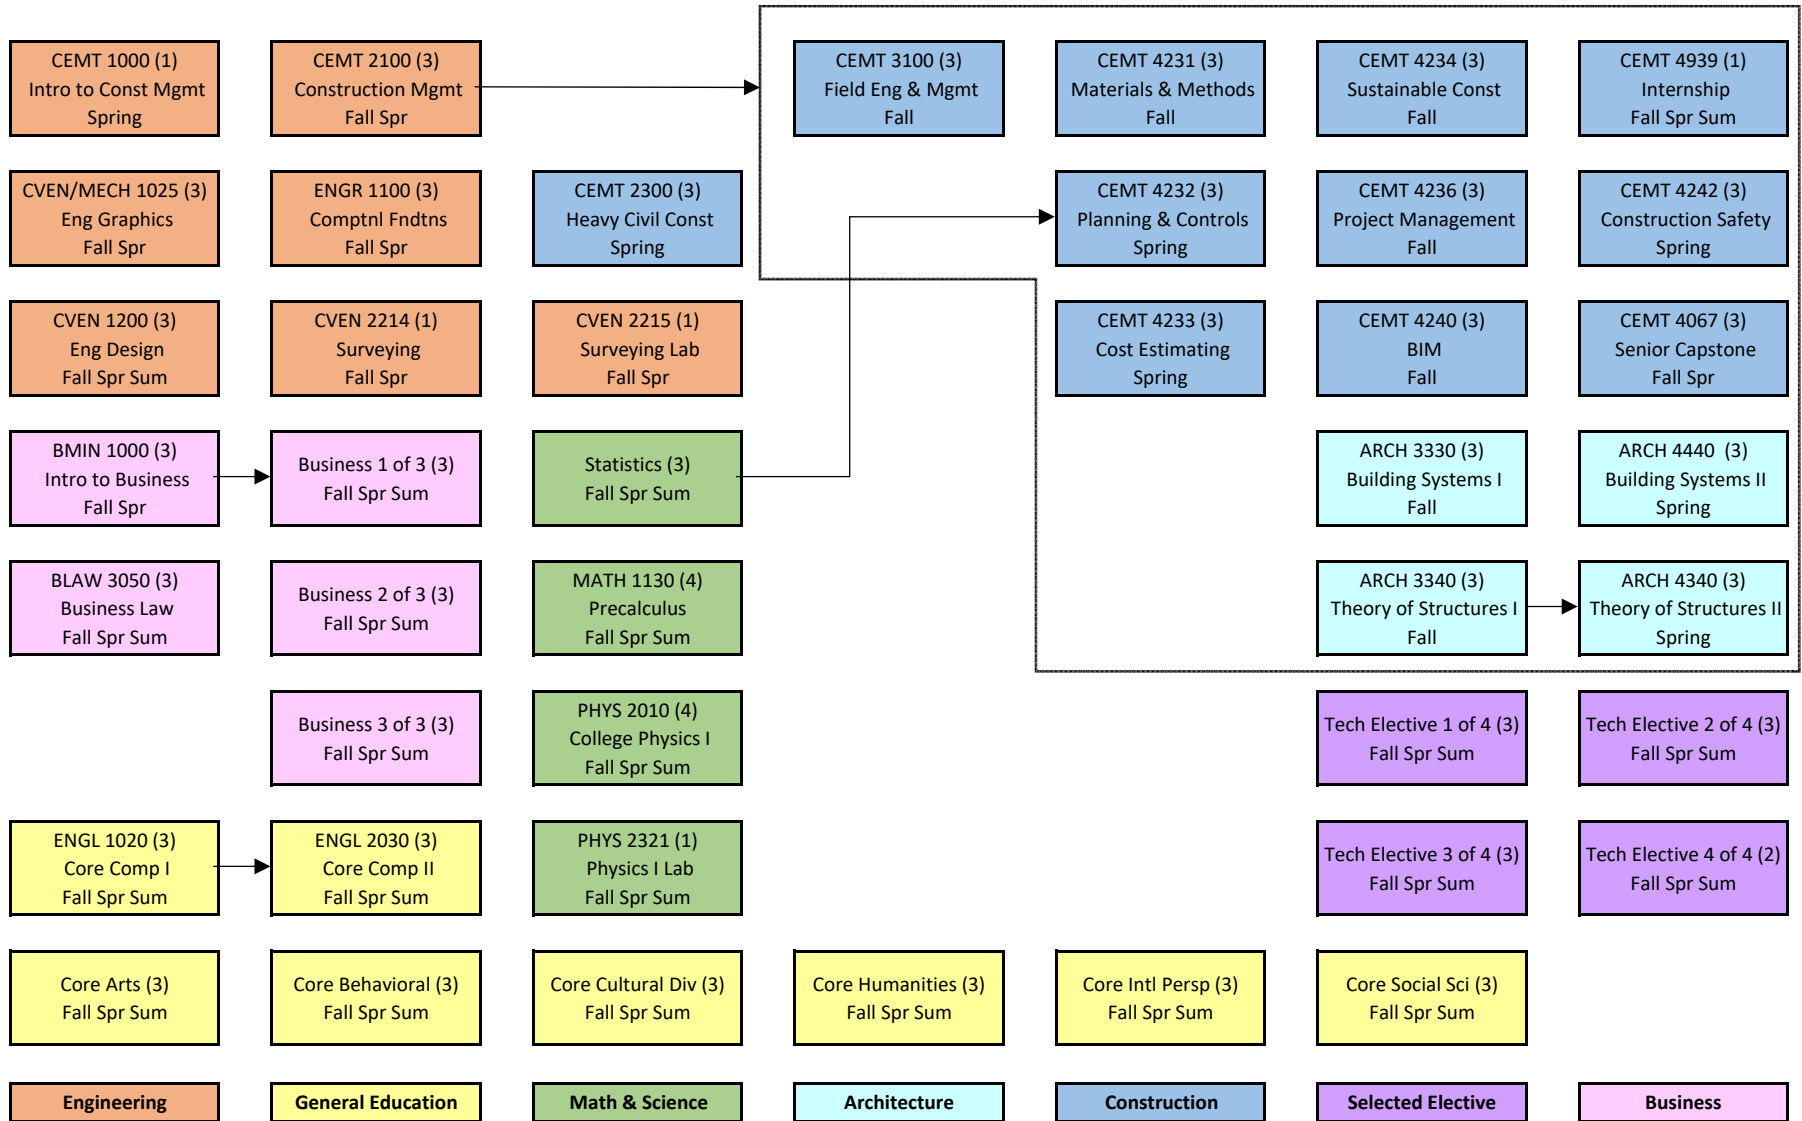 CEMT 1000 (1)
Intro to Const Mgmt
Spring
CEMT 2100 (3)
Construction Mgmt
Fall Spr
CEMT 3100 (3)
Field Eng & Mgmt
Fall
CEMT 4231 (3)
Materials & Methods
Fall
CEMT 4234 (3)
Sustainable Const
Fall
CEMT 4939 (1)
Internship
Fall Spr Sum
CVEN/MECH 1025 (3)
Eng Graphics
Fall Spr
ENGR 1100 (3)
Comptnl Fndtns
Fall Spr
CEMT 2300 (3)
Heavy Civil Const
Spring
CEMT 4232 (3)
Planning & Controls
Spring
CEMT 4236 (3)
Project Management
Fall
CEMT 4242 (3)
Construction Safety
Spring
CVEN 1200 (3)
Eng Design
Fall Spr Sum
CVEN 2214 (1)
Surveying
Fall Spr
CVEN 2215 (1)
Surveying Lab
Fall Spr
CEMT 4233 (3)
Cost Estimating
Spring
CEMT 4240 (3)
BIM
Fall
CEMT 4067 (3)
Senior Capstone
Fall Spr
BMIN 1000 (3)
Intro to Business
Fall Spr
Business 1 of 3 (3)
Fall Spr Sum
Statistics (3)
Fall Spr Sum
ARCH 3330 (3)
Building Systems I
Fall
ARCH 4440 (3)
Building Systems II
Spring
BLAW 3050 (3)
Business Law
Fall Spr Sum
Business 2 of 3 (3)
Fall Spr Sum
MATH 1130 (4)
Precalculus
Fall Spr Sum
ARCH 3340 (3)
Theory of Structures I
Fall
ARCH 4340 (3)
Theory of Structures II
Spring
Business 3 of 3 (3)
Fall Spr Sum
PHYS 2010 (4)
College Physics I
Fall Spr Sum
Tech Elective 1 of 4 (3)
Fall Spr Sum
Tech Elective 2 of 4 (3)
Fall Spr Sum
ENGL 1020 (3)
Core Comp I
Fall Spr Sum
ENGL 2030 (3)
Core Comp II
Fall Spr Sum
PHYS 2321 (1)
Physics I Lab
Fall Spr Sum
Tech Elective 3 of 4 (3)
Fall Spr Sum
Tech Elective 4 of 4 (2)
Fall Spr Sum
Core Arts (3)
Fall Spr Sum
Core Behavioral (3)
Fall Spr Sum
Core Cultural Div (3)
Fall Spr Sum
Core Humanities (3)
Fall Spr Sum
Core Intl Persp (3)
Fall Spr Sum
Core Social Sci (3)
Fall Spr Sum
Engineering
General Education
Math & Science
Architecture
Construction
Selected Elective
Business